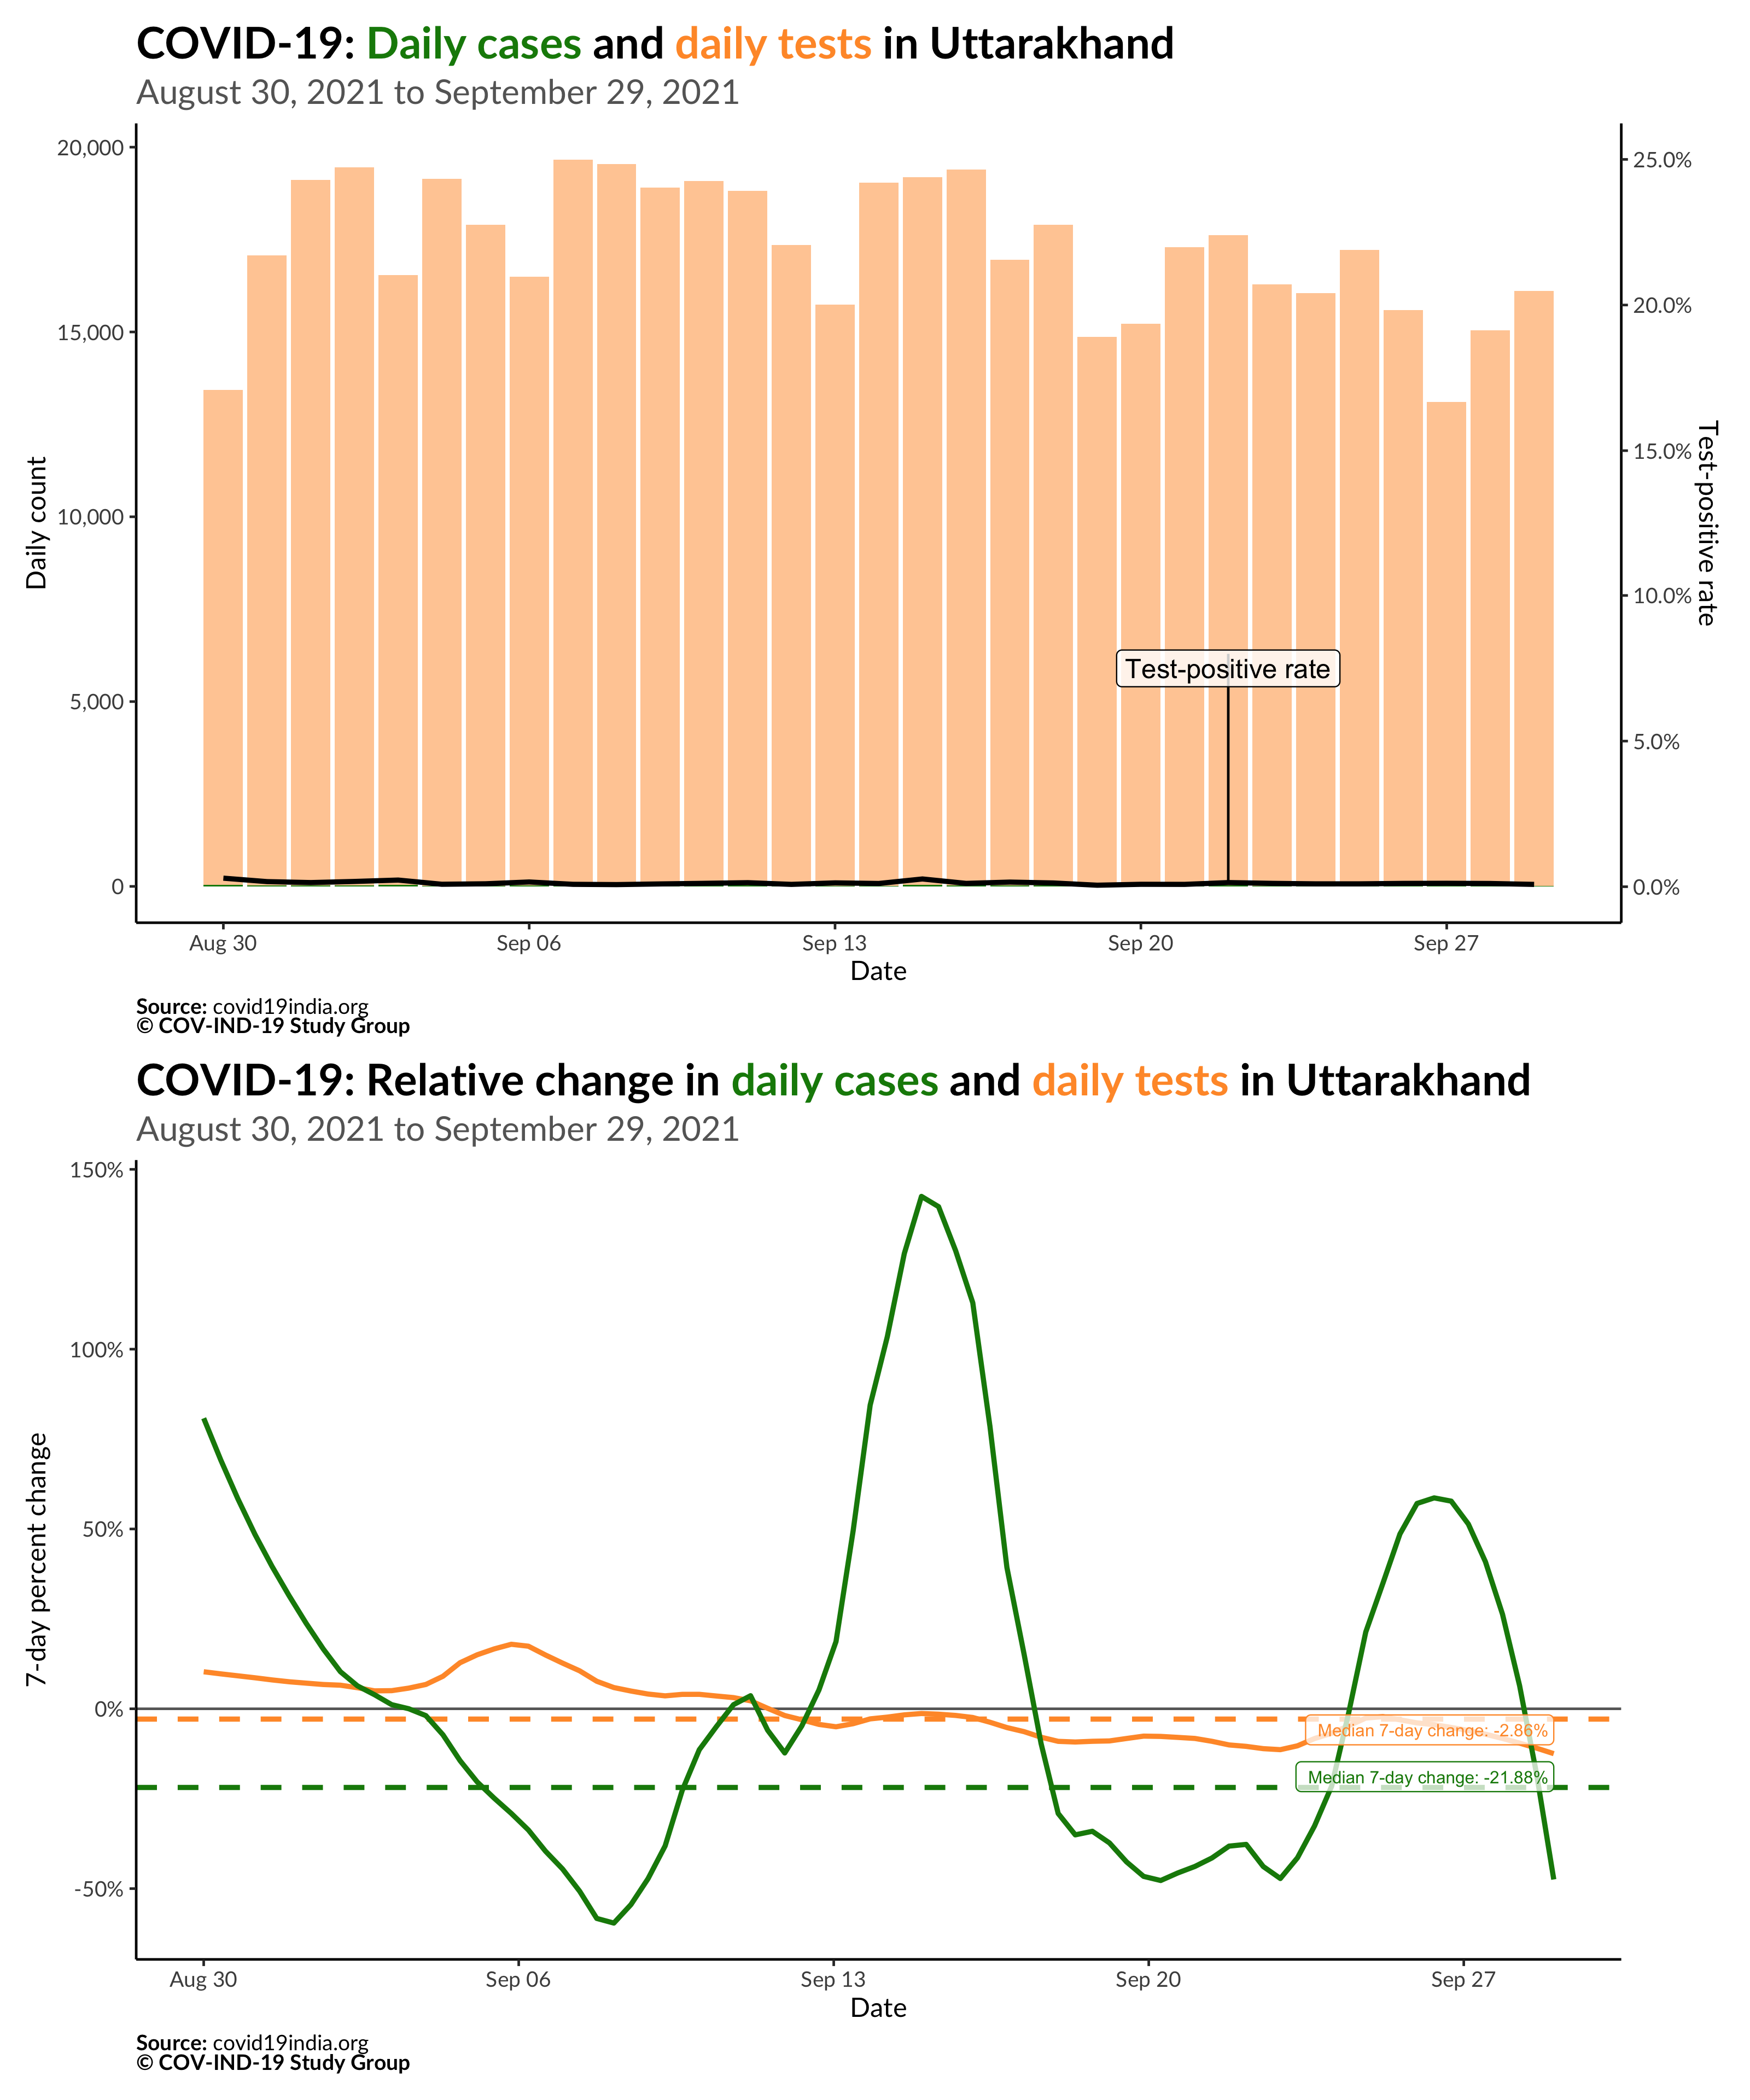 COVID-19: Daily cases and daily tests in Uttarakhand
August 30, 2021 to September 29, 2021
20,000
15,000
10,000
5,000
0
Daily count
25.0%
20.0%
15.0%
10.0%
5.0%
0.0%
Test-positive rate
Test-positive rate
Aug 30
Sep 06
Sep 13
Sep 20
Sep 27
Date
Source: covid19india.org
© COV-IND-19 Study Group
COVID-19: Relative change in daily cases and daily tests in Uttarakhand
August 30, 2021 to September 29, 2021
150%
100%
50%
0%
-50%
7-day percent change
Median 7-day change: -2.86%
Median 7-day change: -21.88%
Aug 30
Sep 06
Sep 13
Sep 20
Sep 27
Date
Source: covid19india.org
© COV-IND-19 Study Group